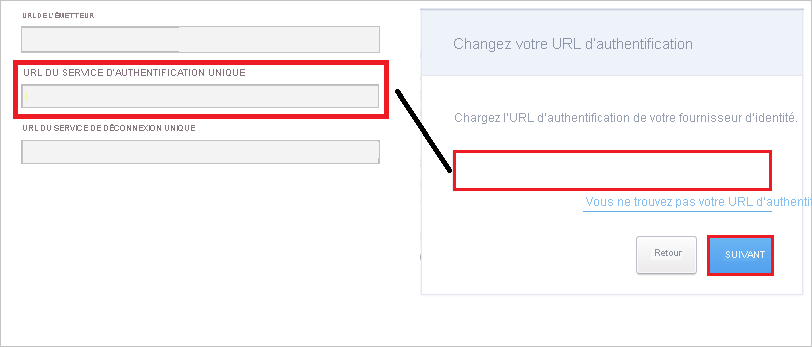 URL DE L'ÉMETTEUR
URL DU SERVICE D'AUTHENTIFICATION UNIQUE
URL DU SERVICE DE DÉCONNEXION UNIQUE
Changez votre URL d'authentification
Chargez l'URL d'authentification de votre fournisseur d'identité.
Vous ne trouvez pas votre URL d'authentif
Retour
SUIVANT